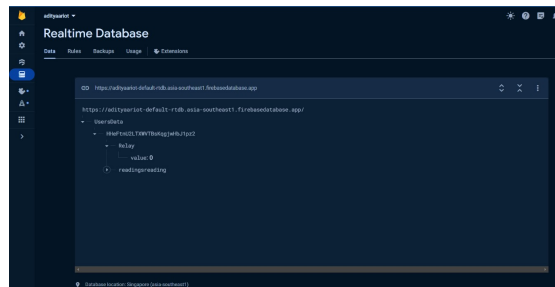 adityaariot
Realtime Database
Data Rules Backups Usage Extensions
https://adityaariot-default-rtdb.asia-southeast1.firebasedatabase.app
https://adityaariot-default-rtdb.asia-southeast1.firebasedatabase.app/
UsersData
Relay
value: 0
readingsreading
Database location: Singapore (asia-southeast1)